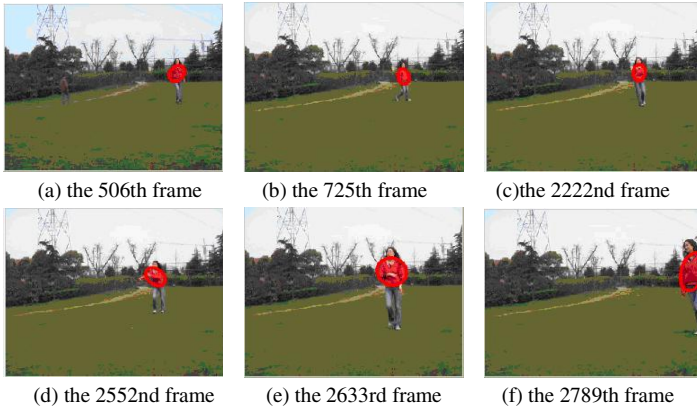 (a) the 506th frame
(b) the 725th frame
(c)the 2222nd frame
(d) the 2552nd frame
(e) the 2633rd frame
(f) the 2789th frame